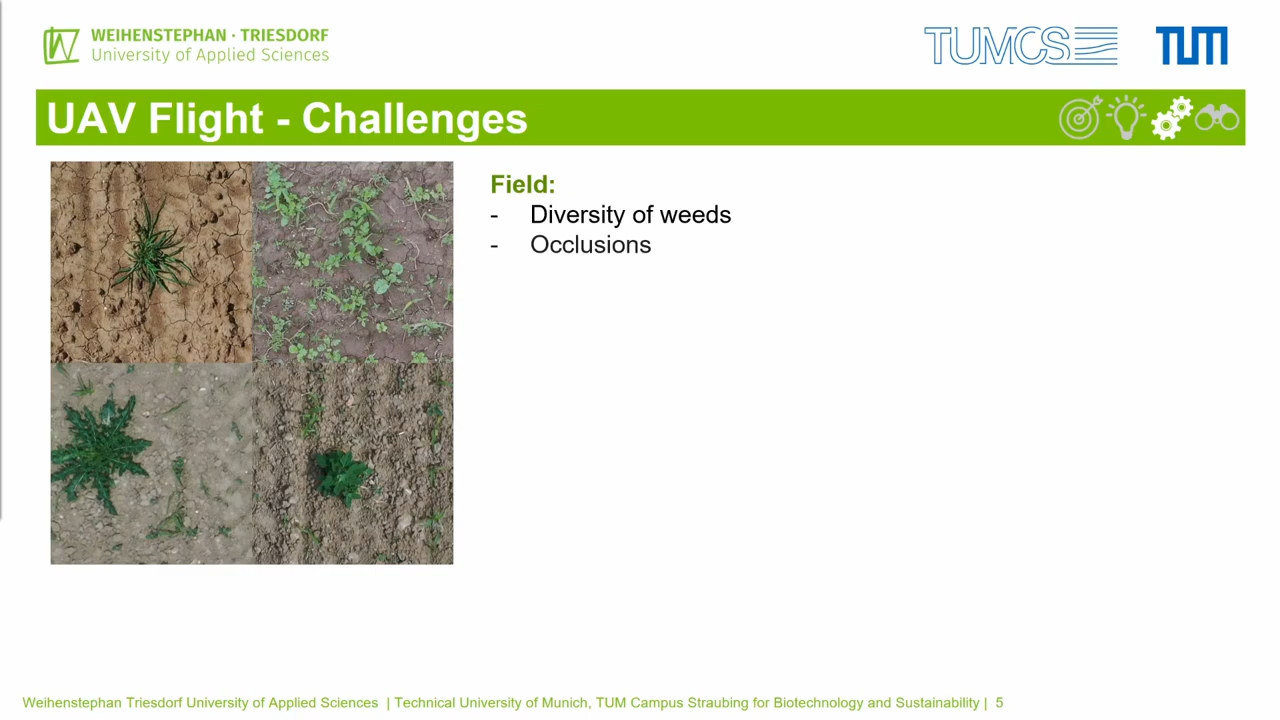 WEIHENSTEPHAN · TRIESDORF
University of Applied Sciences
TUMCS
TUM
UAV Flight - Challenges
Field:
- Diversity of weeds
- Occlusions
Weihenstephan Triesdorf University of Applied Sciences | Technical University of Munich, TUM Campus Straubing for Biotechnology and Sustainability | 5